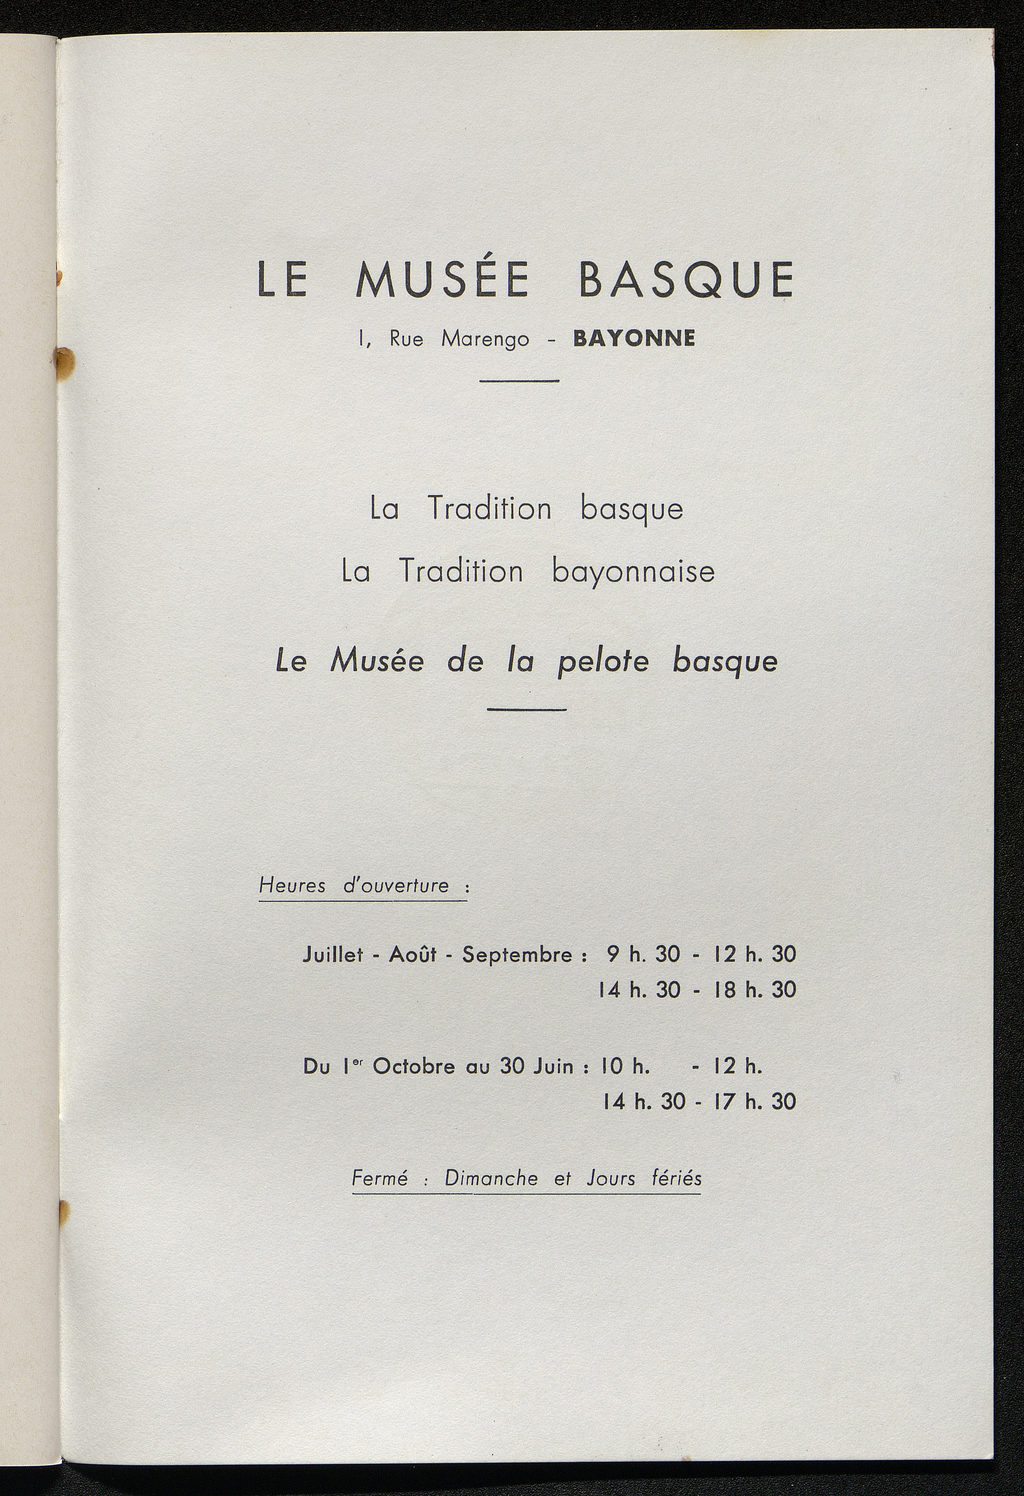 LE MUSÉE BASQUE
1, Rue Marengo - BAYONNE
La Tradition basque
La Tradition bayonnaise
Le Musée de la pelote basque
Heures d'ouverture :
Juillet - Août - Septembre : 9 h. 30 - 12 h. 30
14 h. 30 - 18 h. 30
Du 1er Octobre au 30 Juin : 10 h. - 12 h.
14 h. 30 - 17 h. 30
Fermé : Dimanche et Jours fériés